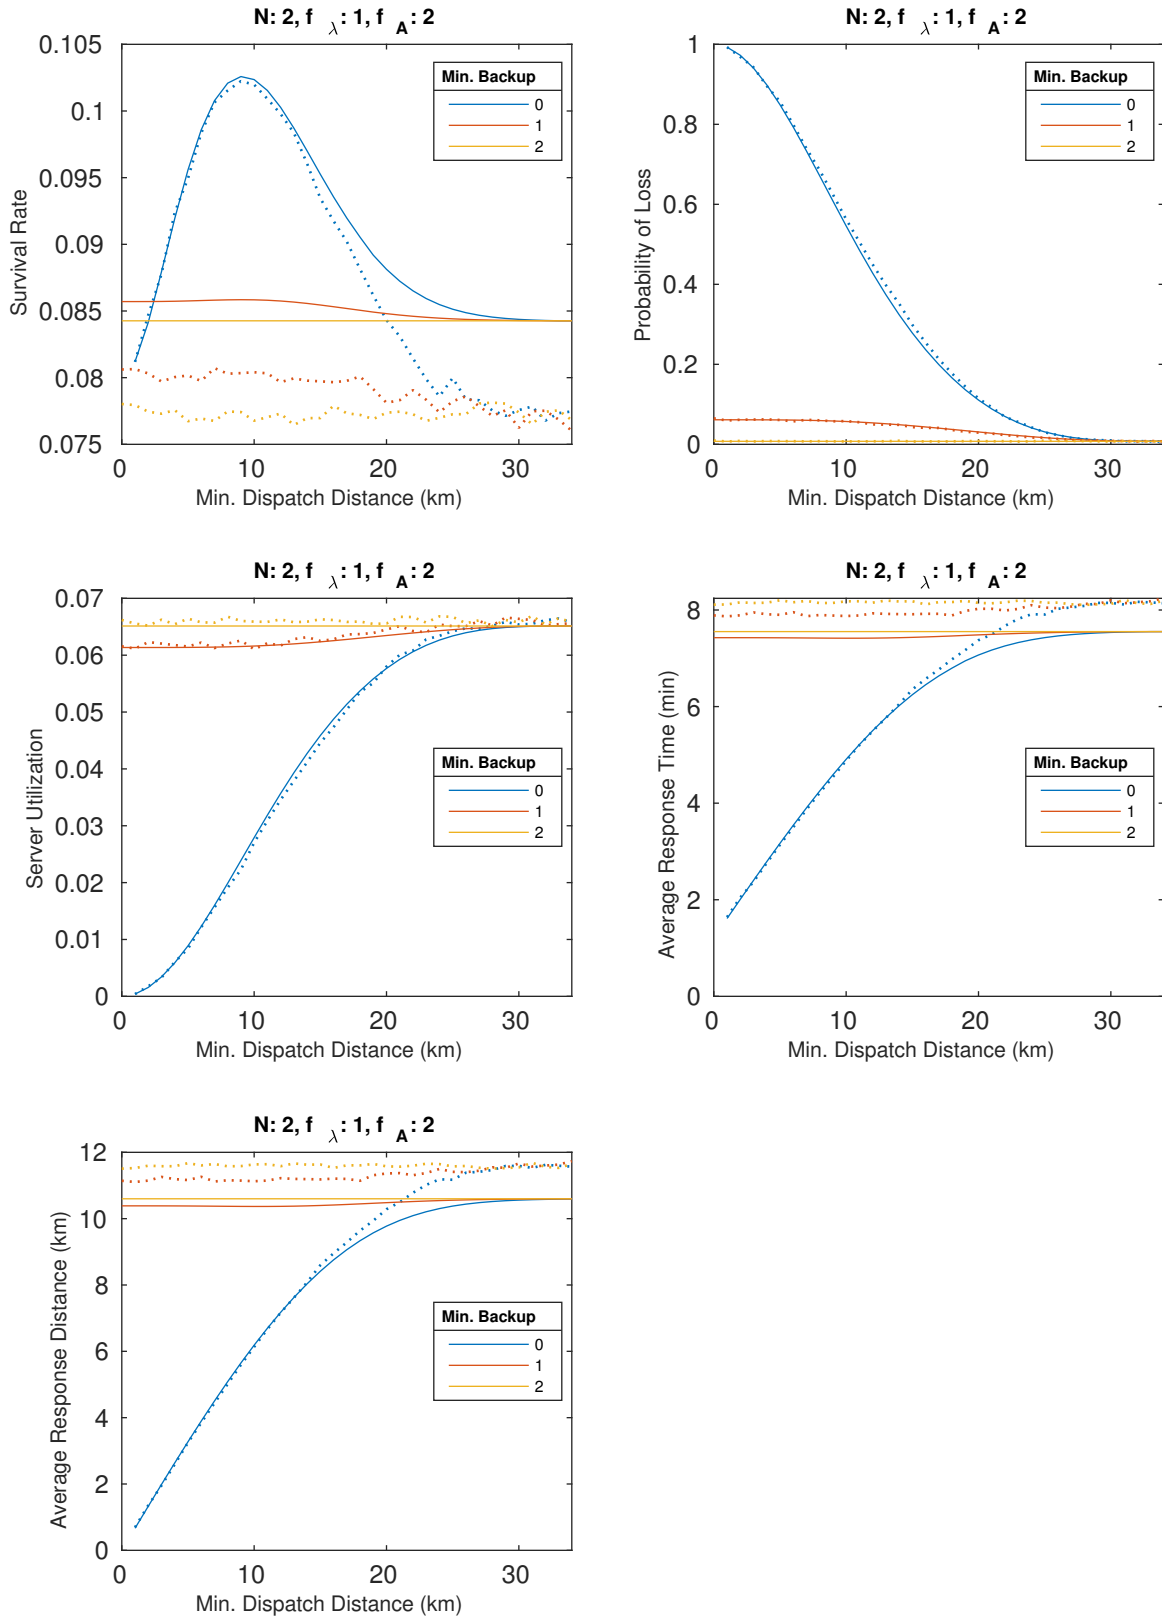 N: 2, f λ : 1, f A : 2
0.105
0.1
0.095
0.09
0.085
0.08
0.075
Survival Rate
Min. Backup
0
1
2
0 10 20 30
Min. Dispatch Distance (km)
N: 2, f λ : 1, f A : 2
1
0.8
0.6
0.4
0.2
0
Probability of Loss
Min. Backup
0
1
2
0 10 20 30
Min. Dispatch Distance (km)
N: 2, f λ : 1, f A : 2
0.07
0.06
0.05
0.04
0.03
0.02
0.01
0
Server Utilization
Min. Backup
0
1
2
0 10 20 30
Min. Dispatch Distance (km)
N: 2, f λ : 1, f A : 2
8
6
4
2
0
Average Response Time (min)
Min. Backup
0
1
2
0 10 20 30
Min. Dispatch Distance (km)
N: 2, f λ : 1, f A : 2
12
10
8
6
4
2
0
Average Response Distance (km)
Min. Backup
0
1
2
0 10 20 30
Min. Dispatch Distance (km)